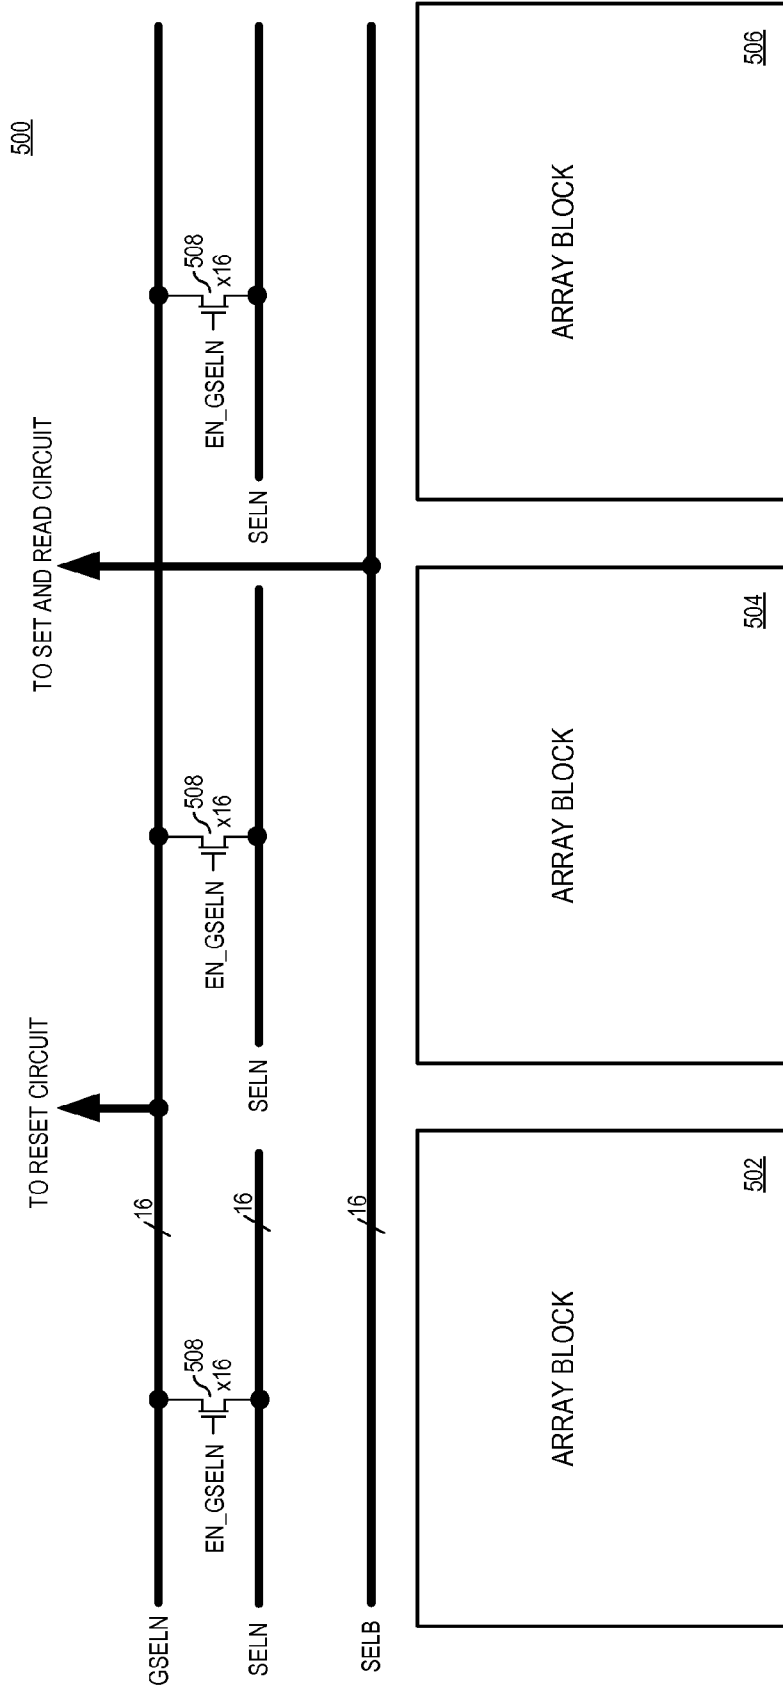 500
TO RESET CIRCUIT
TO SET AND READ CIRCUIT
GSELN
16
EN_GSELN
508
x16
EN_GSELN
508
x16
EN_GSELN
508
x16
SELN
16
SELN
SELN
SELB
16
ARRAY BLOCK
502
ARRAY BLOCK
504
ARRAY BLOCK
506